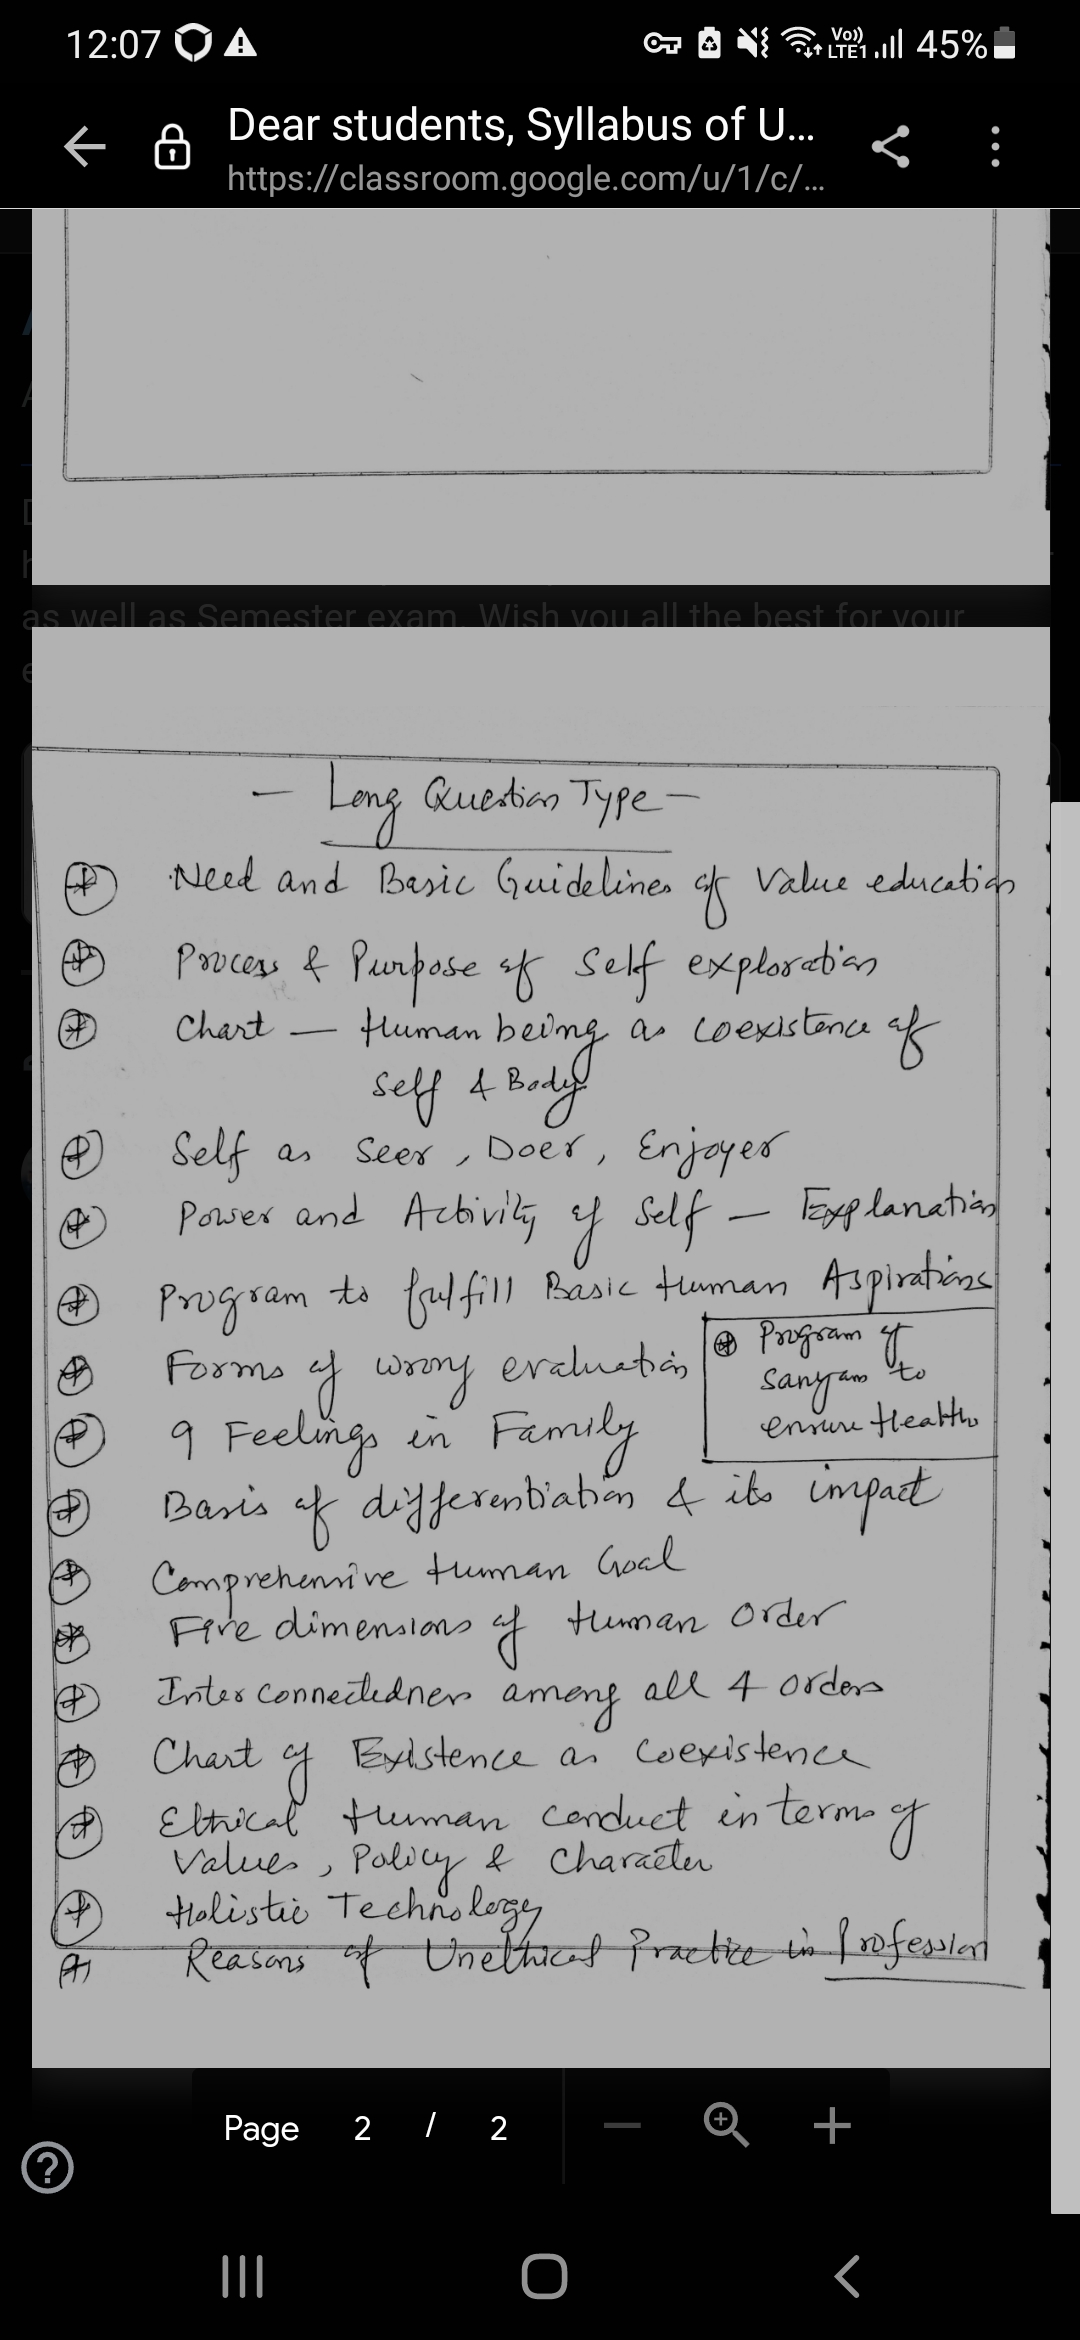 12:07
Vo))
LTE1
45%
Dear students, Syllabus of U...
https://classroom.google.com/u/1/c/...
as well as Semester exam. Wish you all the best for your
- Long Question Type -
Need and Basic Guidelines of Value education
Process & Purpose of Self exploration
Chart — Human being as coexistence of
Self & Body
Self as Seer, Doer, Enjoyer
Power and Activity of Self — Explanation
Program to fulfill Basic Human Aspirations
Forms of wrong evaluation
Program of
sanyam to
ensure Health
9 Feelings in Family
Basis of differentiation & its impact
Comprehensive Human Goal
Five dimensions of Human Order
Interconnectedness among all 4 orders
Chart of Existence as Coexistence
Ethical Human conduct in terms of
Values, Policy & Character
Holistic Technology
Reasons of Unethical Practice in Profession
Page 2 / 2